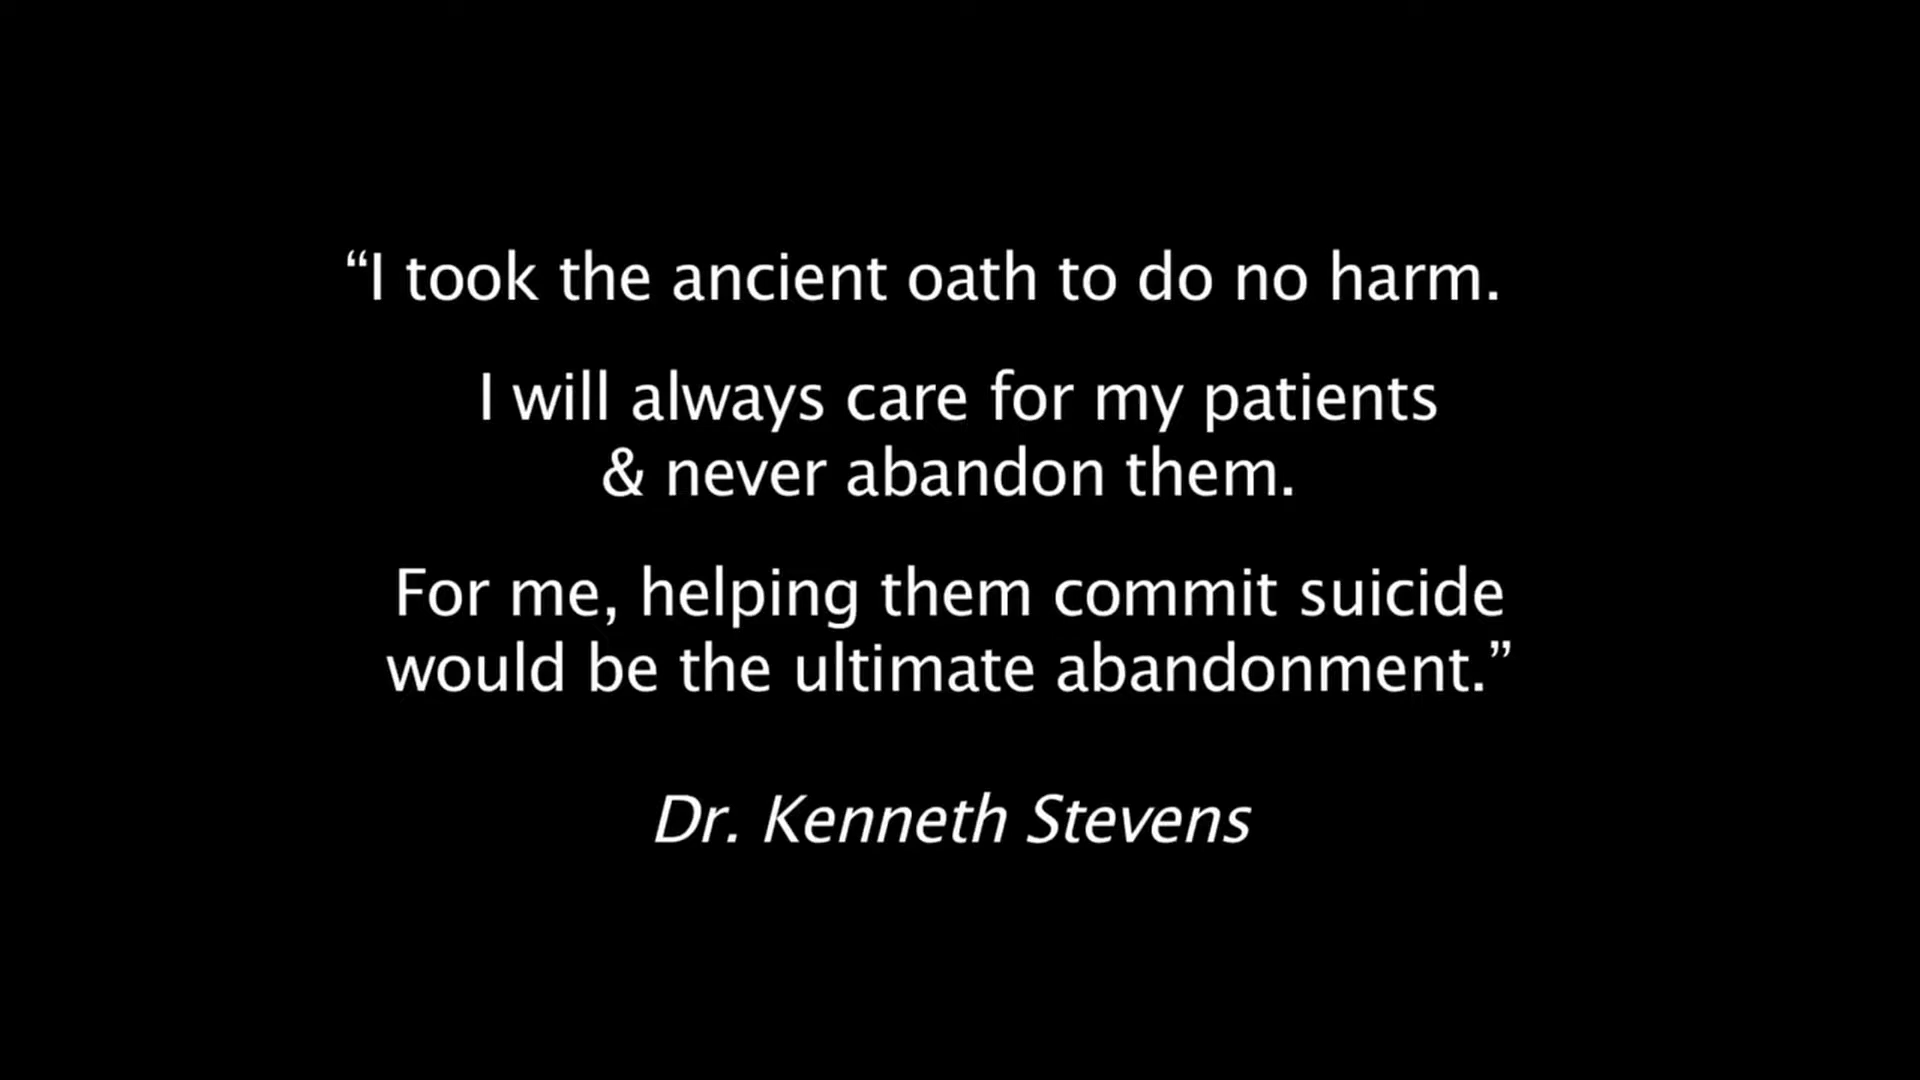 “I took the ancient oath to do no harm.
I will always care for my patients
& never abandon them.
For me, helping them commit suicide
would be the ultimate abandonment.”
Dr. Kenneth Stevens